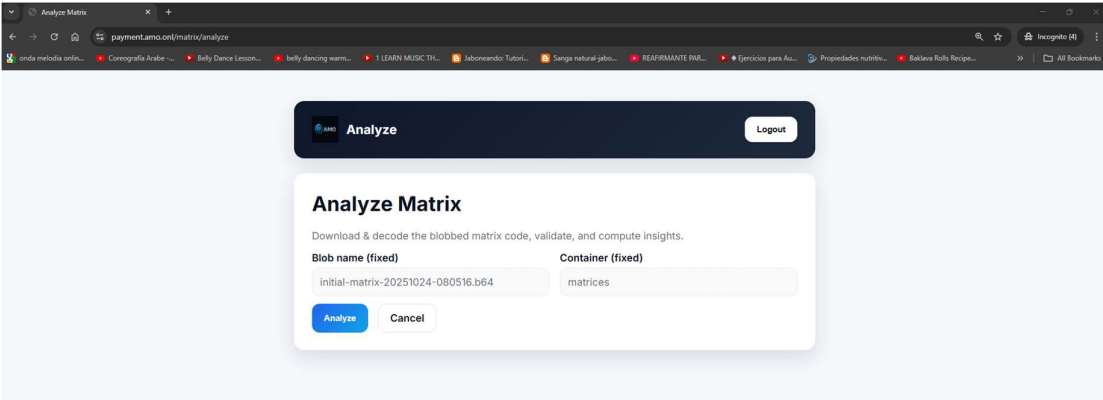 Analyze Matrix
payment.amo.onl/matrix/analyze
Incognito (4)
onda melodia onlin...
Coreografía Arabe -...
Belly Dance Lesson...
belly dancing warm...
1 LEARN MUSIC TH...
Jaboneando: Tutori...
Sanga natural-jabo...
REAFIRMANTE PAR...
Ejercicios para Au...
Propiedades nutritiv...
Baklava Rolls Recipe...
All Bookmarks
AMO
Analyze
Logout
Analyze Matrix
Download & decode the blobbed matrix code, validate, and compute insights.
Blob name (fixed)
Container (fixed)
initial-matrix-20251024-080516.b64
matrices
Analyze
Cancel